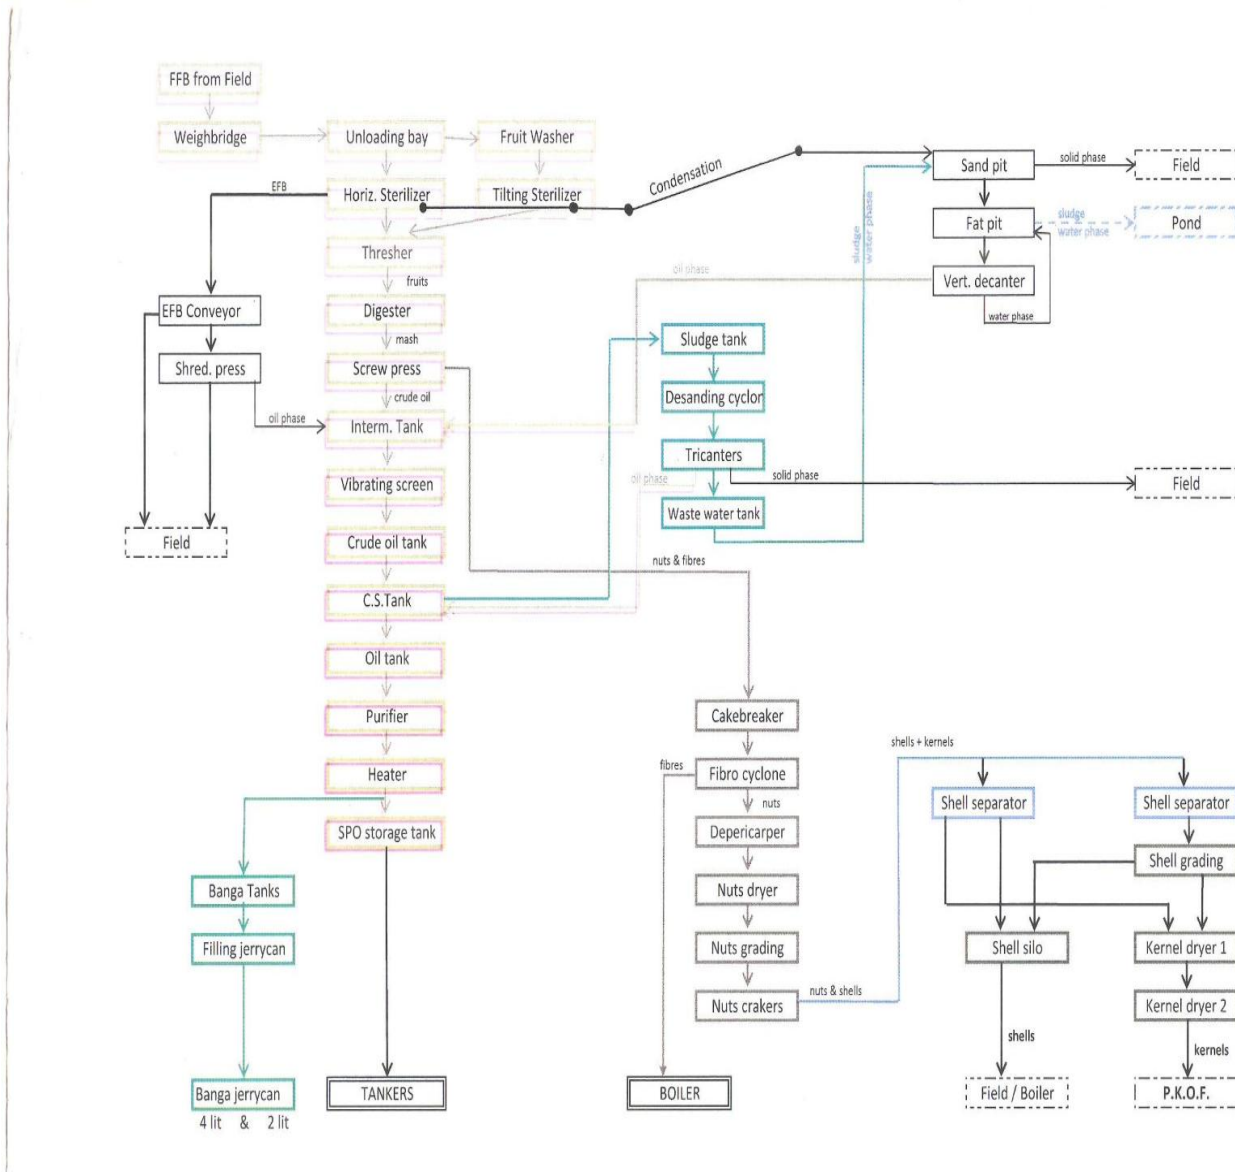 FFB from Field
Weighbridge
Unloading bay
Fruit Washer
Condensation
Sand pit
solid phase
Field
EFB
Horiz. Sterilizer
Tilting Sterilizer
Fat pit
sludge
water phase
Pond
sludge
water phase
Thresher
fruits
oil phase
Vert. decanter
water phase
EFB Conveyor
Digester
mash
Sludge tank
Shred. press
Screw press
crude oil
Desanding cyclon
oil phase
Interm. Tank
Tricanters
solid phase
Field
oil phase
Vibrating screen
Waste water tank
Field
Crude oil tank
nuts & fibres
C.S.Tank
Oil tank
Purifier
Cakebreaker
shells + kernels
Heater
fibres
Fibro cyclone
nuts
Shell separator
Shell separator
SPO storage tank
Depericarper
Shell grading
Banga Tanks
Nuts dryer
Filling jerrycan
Nuts grading
Shell silo
Kernel dryer 1
nuts & shells
Nuts crakers
Kernel dryer 2
shells
kernels
Banga jerrycan
4 lit & 2 lit
TANKERS
BOILER
Field / Boiler
P.K.O.F.